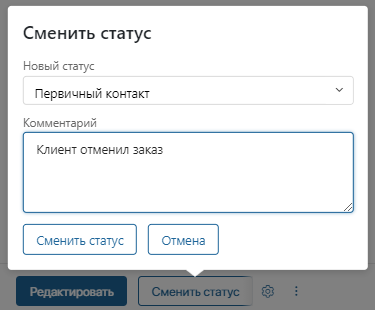 Сменить статус
Новый статус
Первичный контакт
Комментарий
Клиент отменил заказ
Сменить статус Отмена
Редактировать Сменить статус